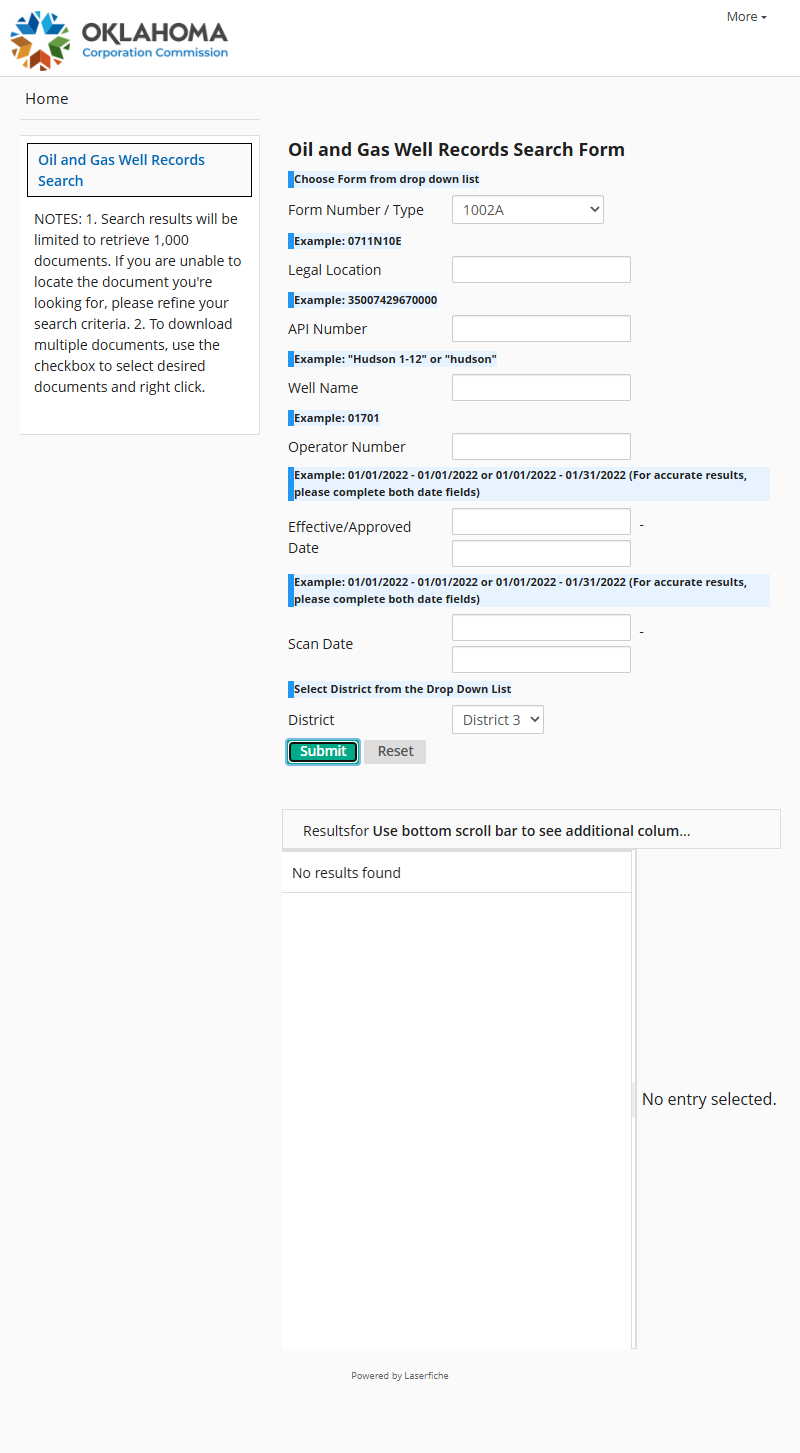 OKLAHOMA
Corporation Commission
More
Home
Oil and Gas Well Records
Search
NOTES: 1. Search results will be
limited to retrieve 1,000
documents. If you are unable to
locate the document you're
looking for, please refine your
search criteria. 2. To download
multiple documents, use the
checkbox to select desired
documents and right click.
Oil and Gas Well Records Search Form
Choose Form from drop down list
Form Number / Type 1002A
Example: 0711N10E
Legal Location
Example: 35007429670000
API Number
Example: "Hudson 1-12" or "hudson"
Well Name
Example: 01701
Operator Number
Example: 01/01/2022 - 01/01/2022 or 01/01/2022 - 01/31/2022 (For accurate results,
please complete both date fields)
Effective/Approved
Date
-
Example: 01/01/2022 - 01/01/2022 or 01/01/2022 - 01/31/2022 (For accurate results,
please complete both date fields)
Scan Date
-
Select District from the Drop Down List
District District 3
Submit Reset
Resultsfor Use bottom scroll bar to see additional colum...
No results found
No entry selected.
Powered by Laserfiche